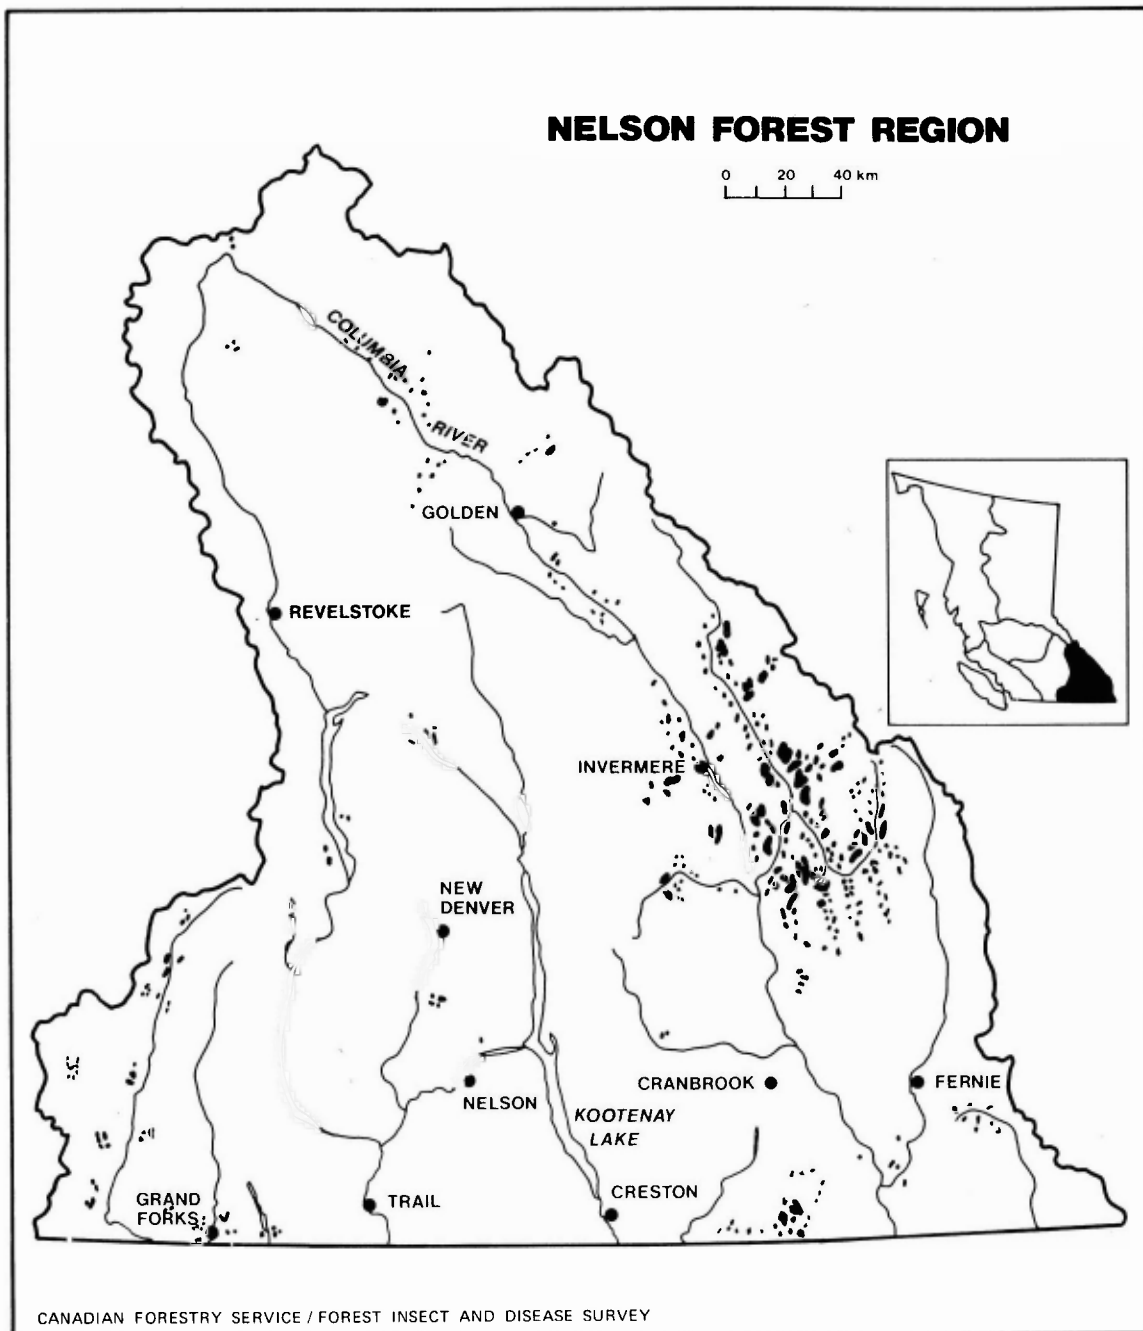 NELSON FOREST REGION
0 20 40 km
COLUMBIA
RIVER
GOLDEN
REVELSTOKE
INVERMERE
NEW
DENVER
CRANBROOK
FERNIE
NELSON
KOOTENAY
LAKE
GRAND
FORKS
TRAIL
CRESTON
CANADIAN FORESTRY SERVICE / FOREST INSECT AND DISEASE SURVEY